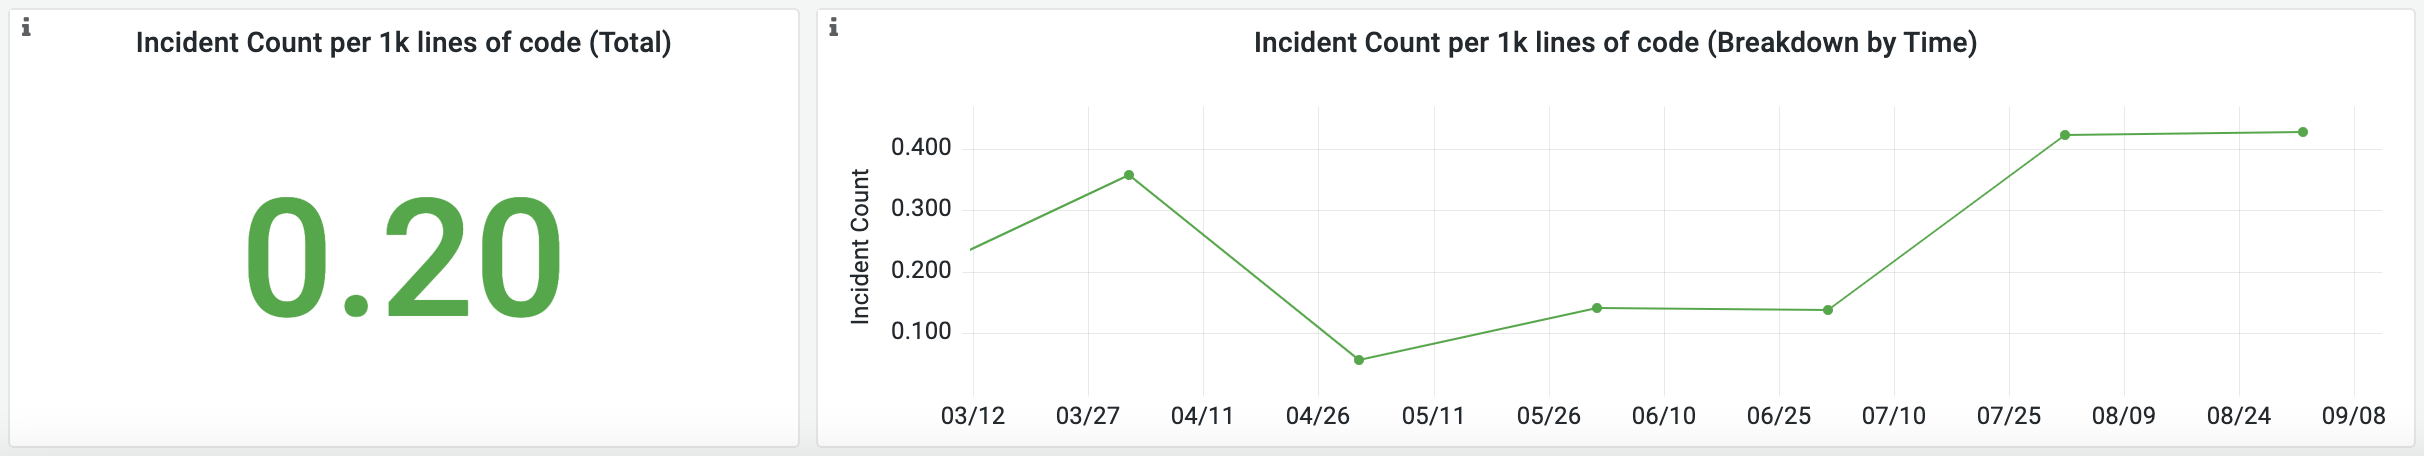 Incident Count per 1k lines of code (Total)
0.20
Incident Count per 1k lines of code (Breakdown by Time)
Incident Count
0.400
0.300
0.200
0.100
03/12 03/27 04/11 04/26 05/11 05/26 06/10 06/25 07/10 07/25 08/09 08/24 09/08